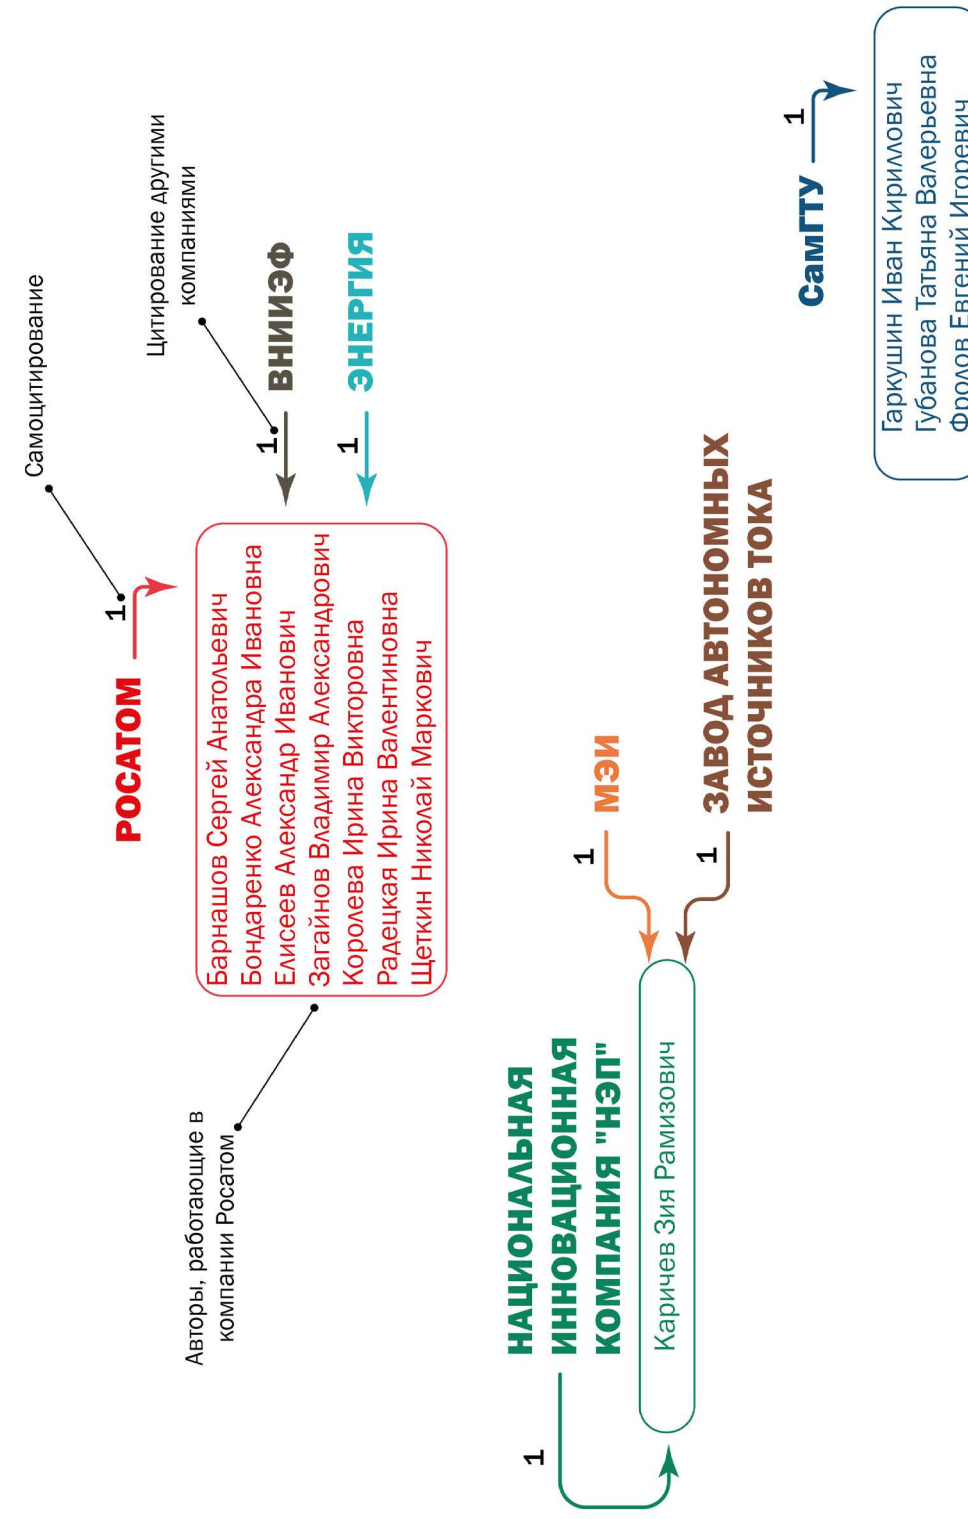 Самоцитирование
РОСАТОМ
1
Цитирование другими
компаниями
Авторы, работающие в
компании Росатом
Барнашов Сергей Анатольевич
Бондаренко Александра Ивановна
Елисеев Александр Иванович
Загайнов Владимир Александрович
Королева Ирина Викторовна
Радецкая Ирина Валентиновна
Щеткин Николай Маркович
1
ВНИИЭФ
1
ЭНЕРГИЯ
1
НАЦИОНАЛЬНАЯ
ИННОВАЦИОННАЯ
КОМПАНИЯ "НЭП"
Каричев Зия Рамизович
1
МЭИ
1
ЗАВОД АВТОНОМНЫХ
ИСТОЧНИКОВ ТОКА
СамГТУ
1
Гаркушин Иван Кириллович
Губанова Татьяна Валерьевна
Фролов Евгений Игоревич